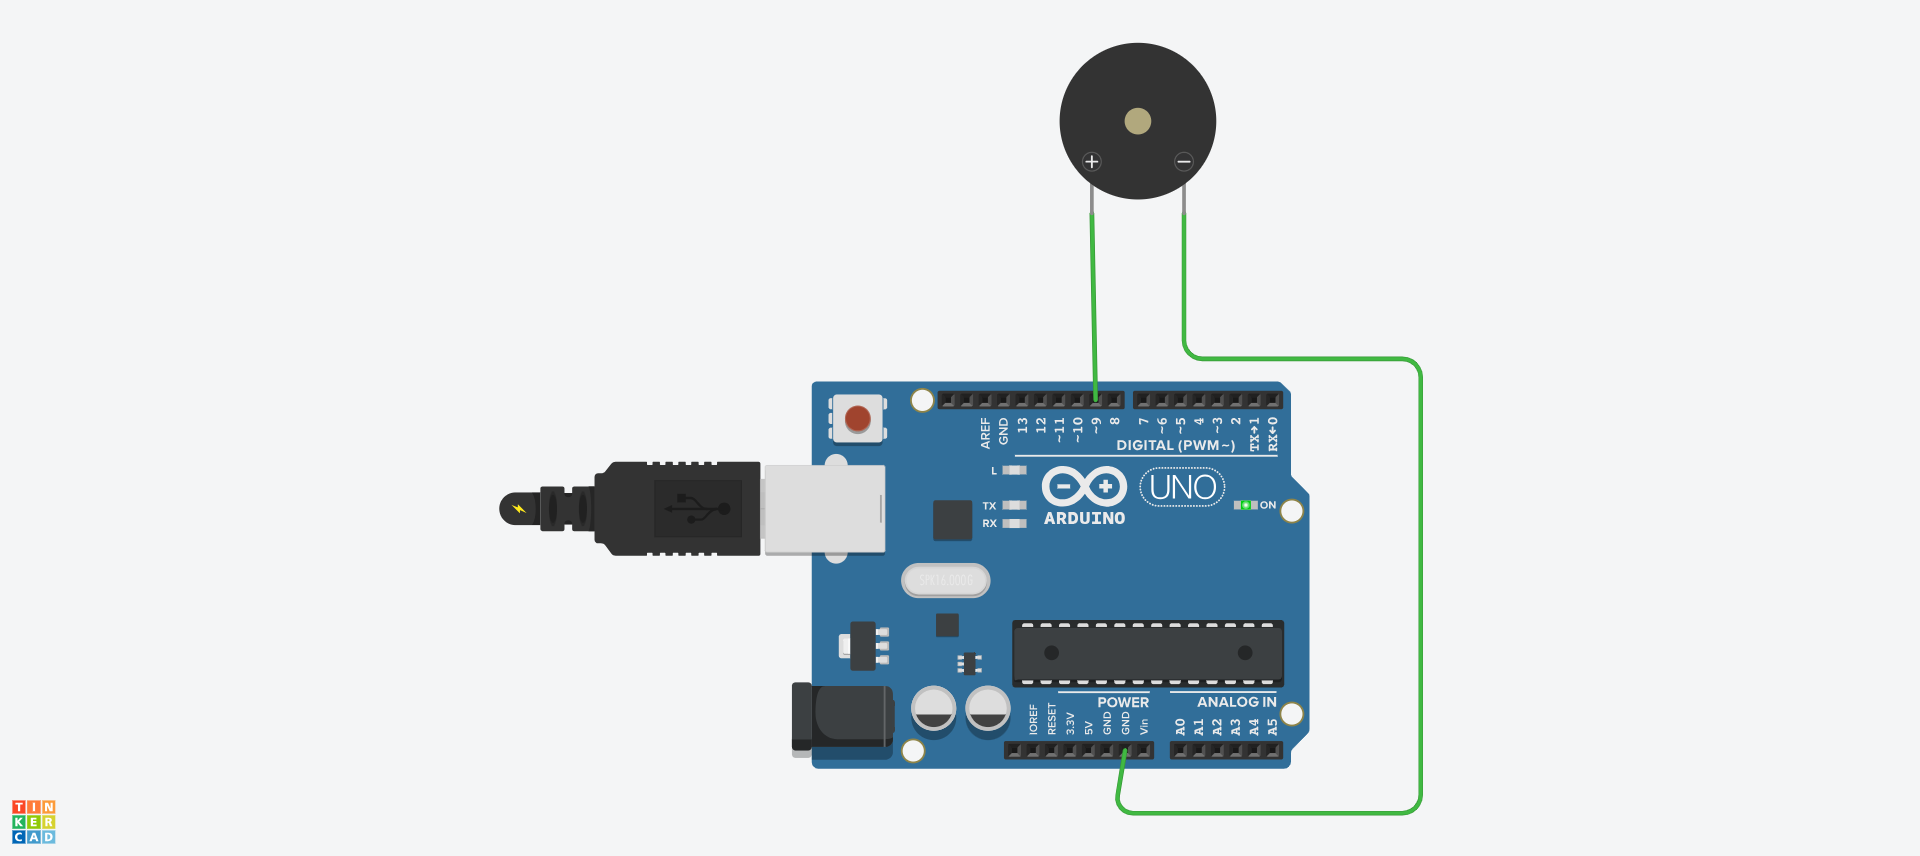 + −
AREF
GND
13
12
~11
~10
~9
8
7
~6
~5
4
~3
2
TX→1
RX←0
DIGITAL (PWM~)
L
TX
RX
UNO
ON
ARDUINO
SPK16.000G
POWER
ANALOG IN
IOREF
RESET
3.3V
5V
GND
GND
Vin
A0
A1
A2
A3
A4
A5
TIN
KER
CAD